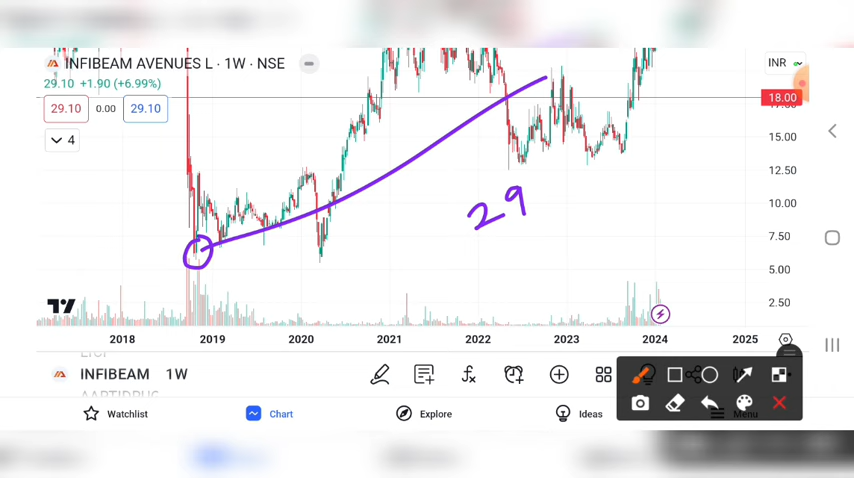 INFIBEAM AVENUES L · 1W · NSE
INR
29.10 +1.90 (+6.99%)
29.10 0.00 29.10
18.00
4
15.00
12.50
10.00
29
7.50
5.00
2.50
2018 2019 2020 2021 2022 2023 2024 2025
INFIBEAM 1W
Watchlist Chart Explore Ideas Menu